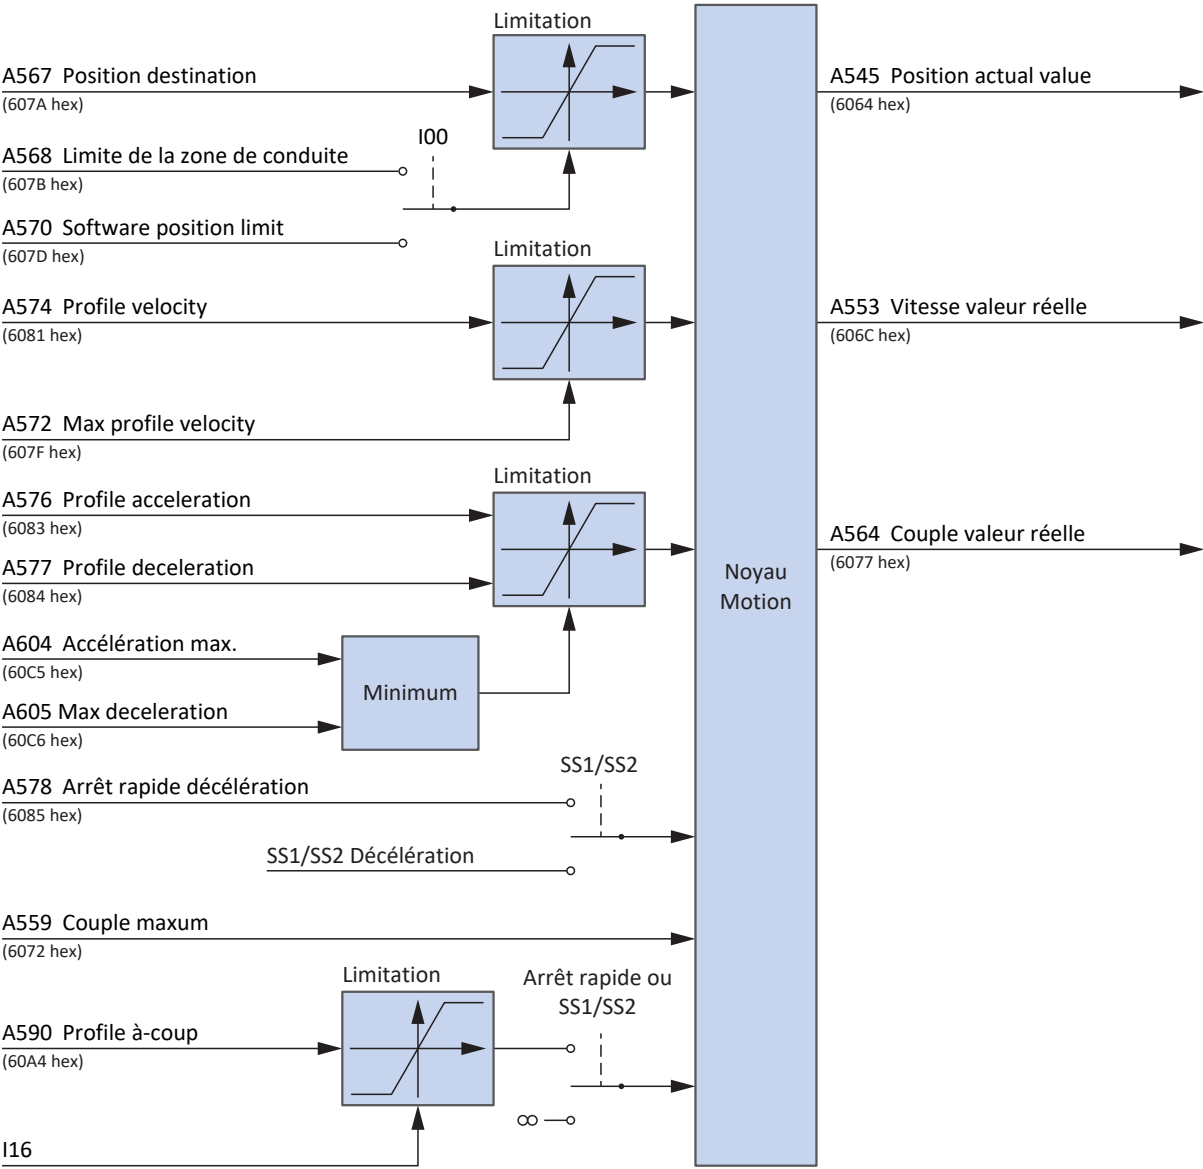 Limitation
A567 Position destination
(607A hex)
A545 Position actual value
(6064 hex)
I00
A568 Limite de la zone de conduite
(607B hex)
A570 Software position limit
(607D hex)
Limitation
A574 Profile velocity
(6081 hex)
A553 Vitesse valeur réelle
(606C hex)
A572 Max profile velocity
(607F hex)
Limitation
A576 Profile acceleration
(6083 hex)
A564 Couple valeur réelle
(6077 hex)
A577 Profile deceleration
(6084 hex)
Noyau
Motion
A604 Accélération max.
(60C5 hex)
Minimum
A605 Max deceleration
(60C6 hex)
SS1/SS2
A578 Arrêt rapide décélération
(6085 hex)
SS1/SS2 Décélération
A559 Couple maxum
(6072 hex)
Limitation
Arrêt rapide ou
SS1/SS2
A590 Profile à-coup
(60A4 hex)
∞
I16